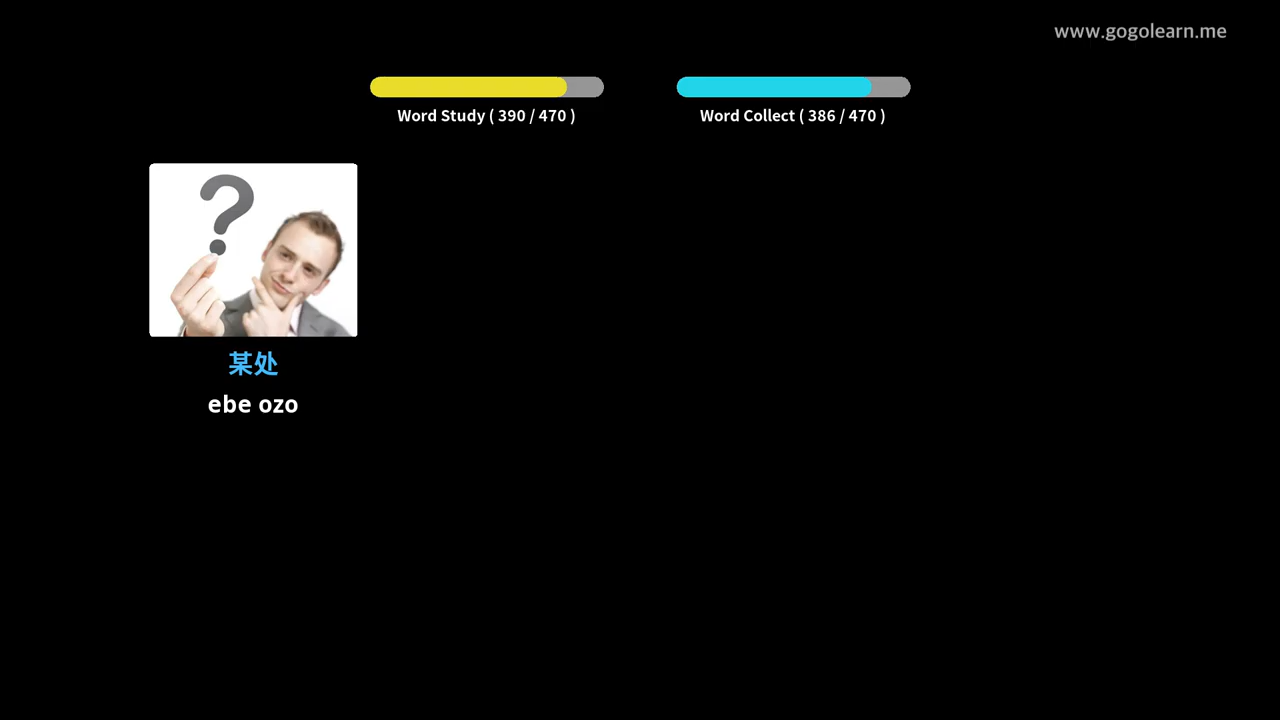 www.gogolearn.me
Word Study ( 390 / 470 )
Word Collect ( 386 / 470 )
?
某处
ebe ozo